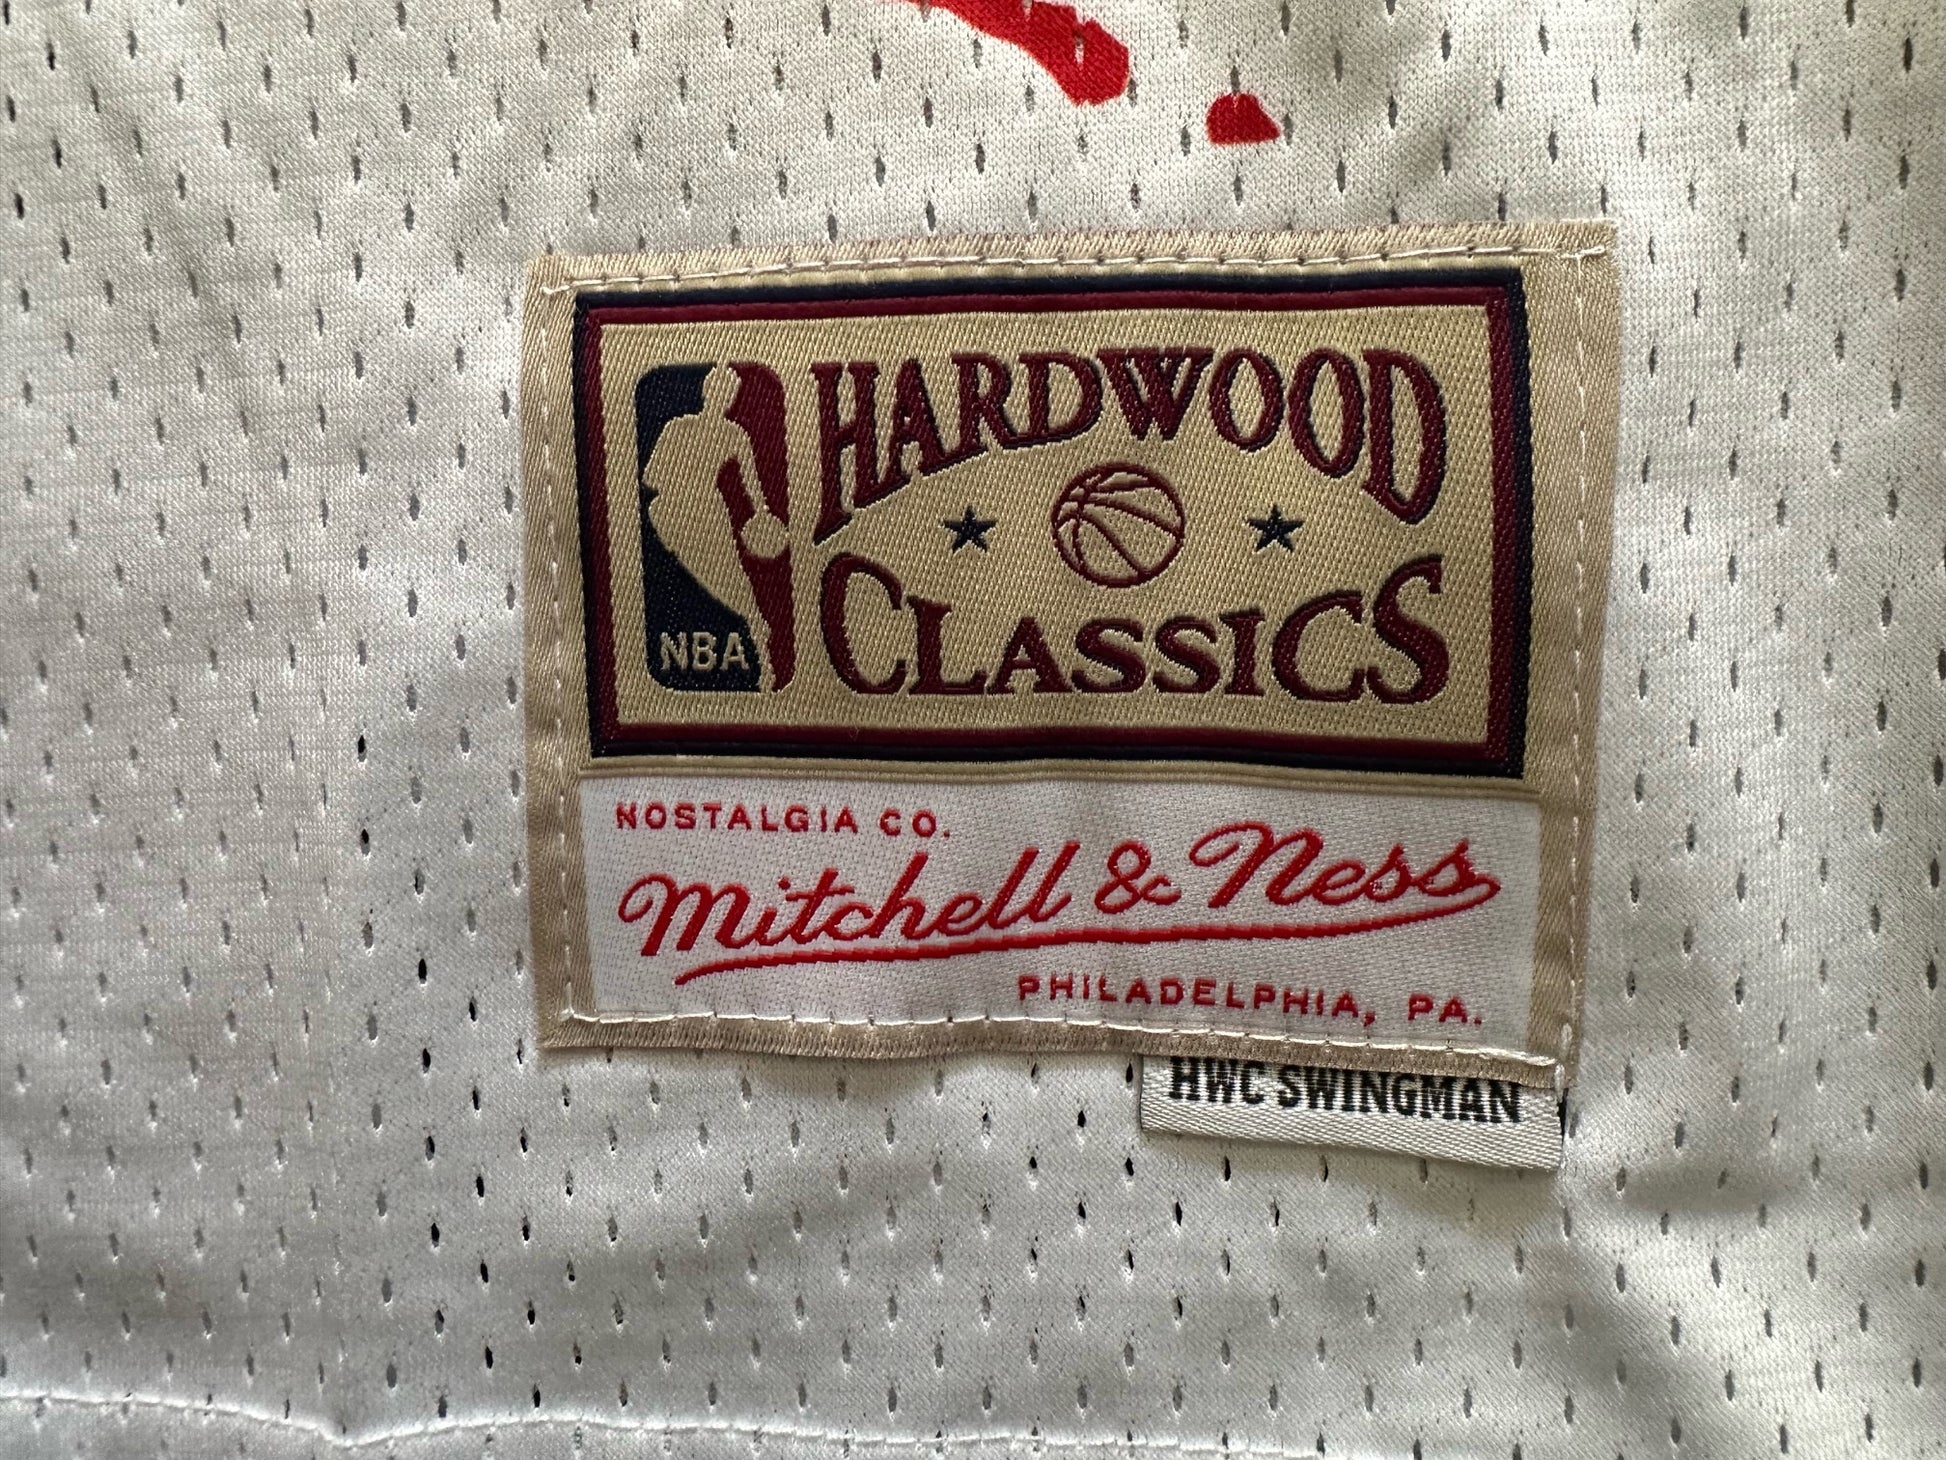 HARDWOOD
CLASSICS
NBA
NOSTALGIA CO.
Mitchell & Ness
PHILADELPHIA, PA.
HWC SWINGMAN